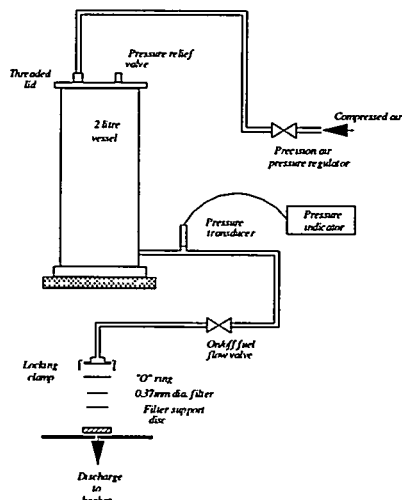 Pressure relief
valve
Threaded
lid
2 litre
vessel
Compressed air
Precision air
pressure regulator
Pressure
transducer
Pressure
indicator
On/off fuel
flow valve
Locking
clamp
"O" ring
0.37mm dia. filter
Filter support
disc
Discharge
to